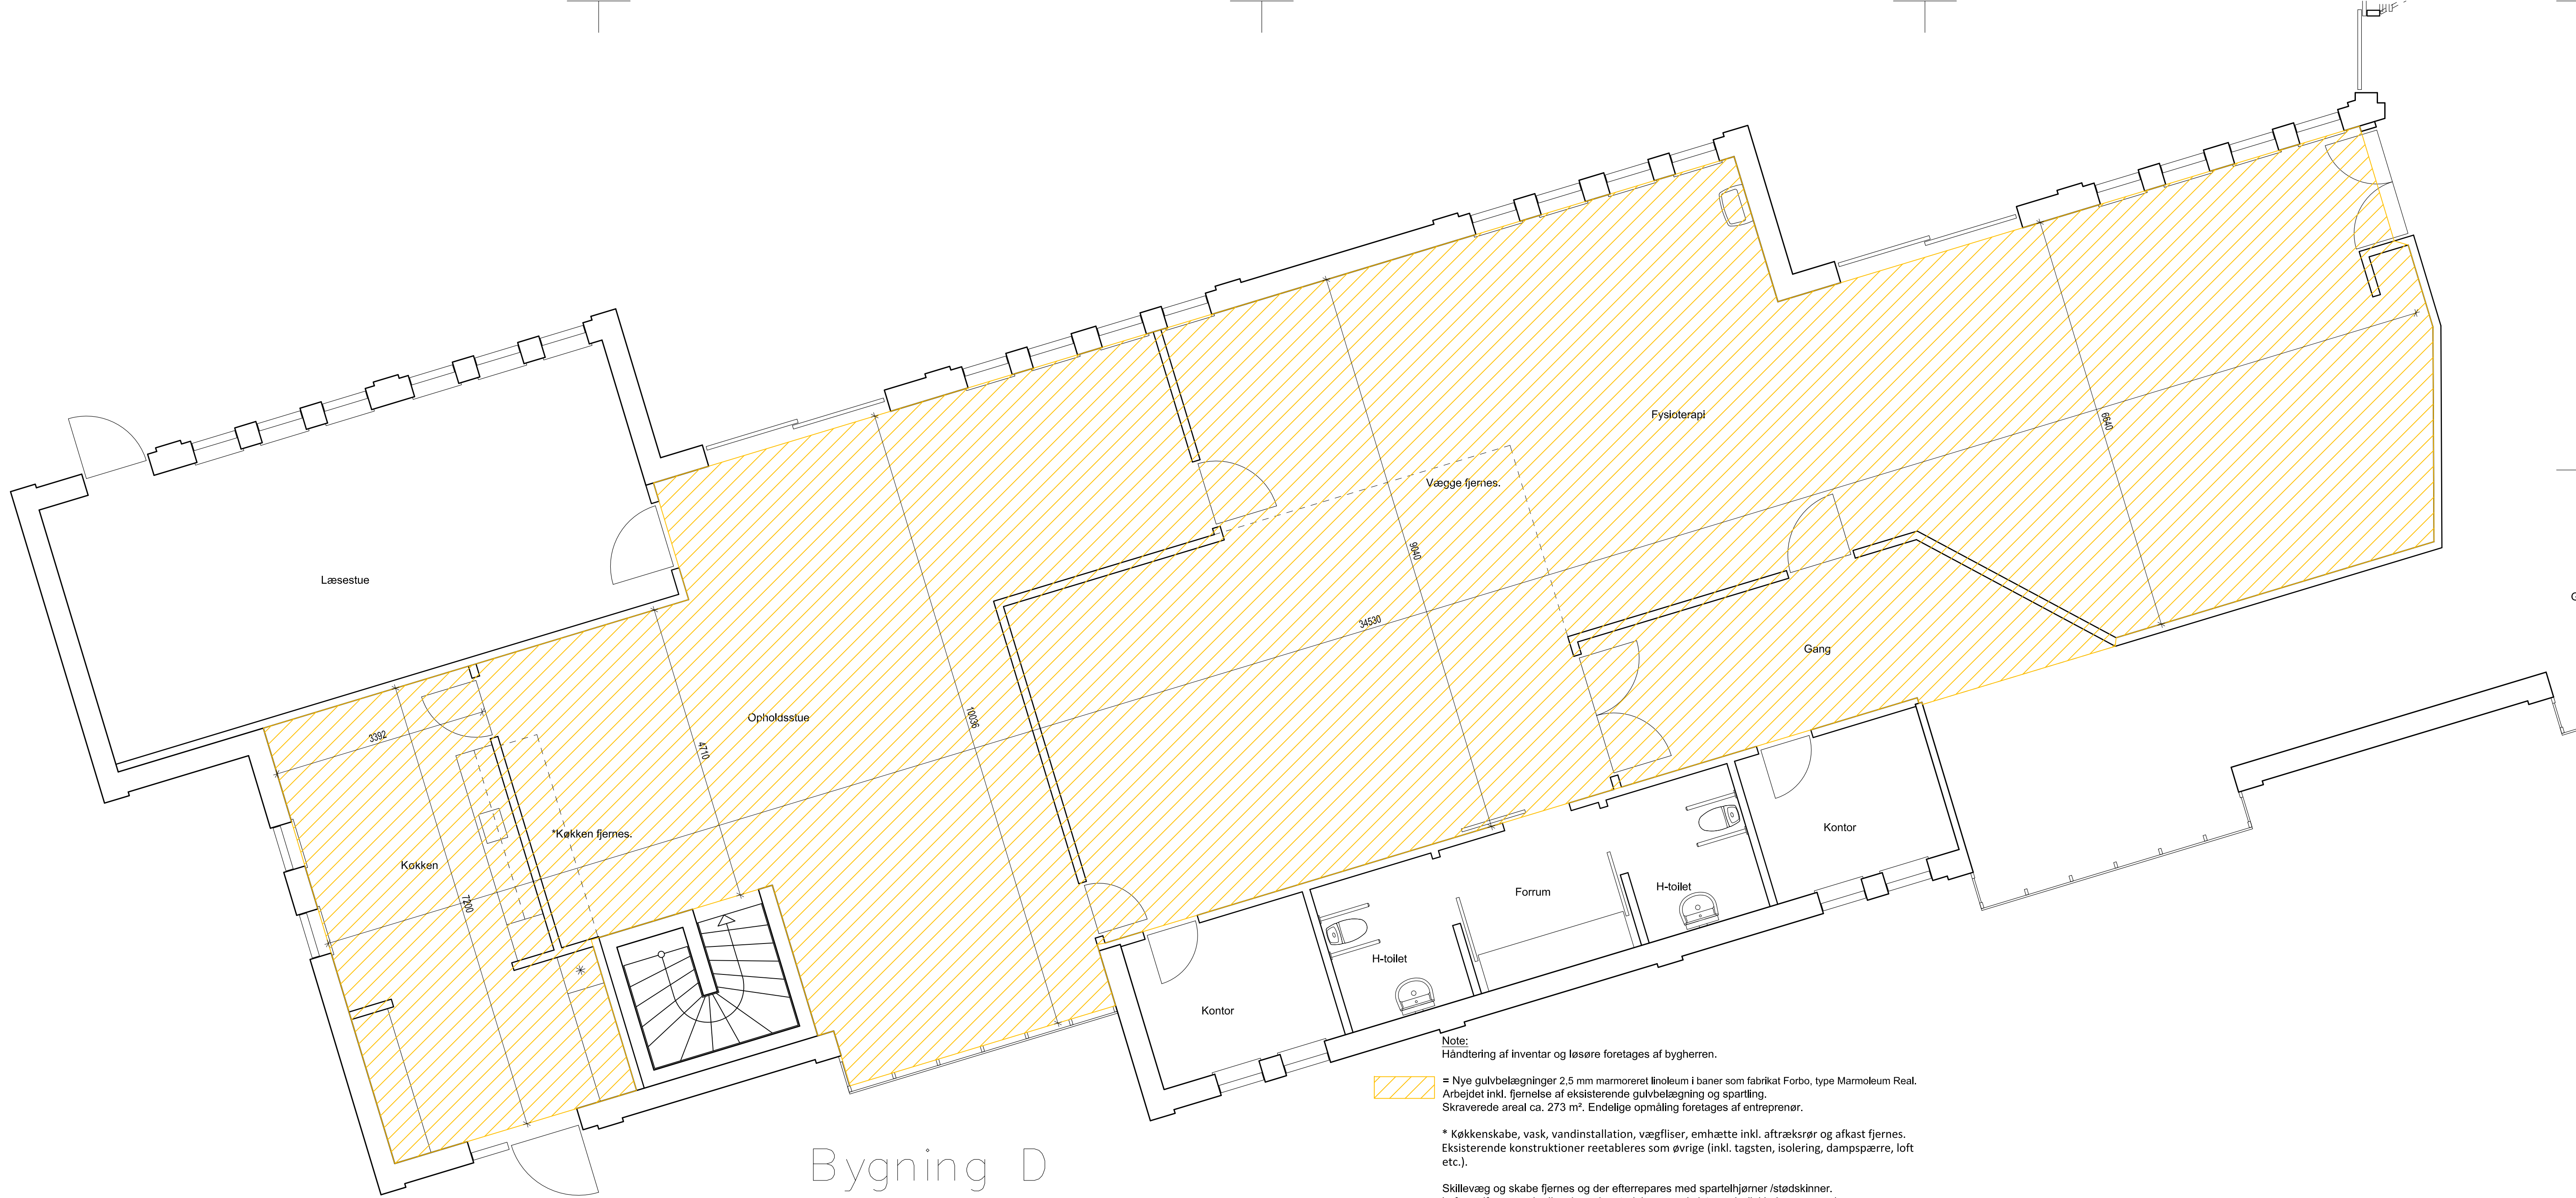 Fysioterapi
6640
Vægge fjernes.
9040
Læsestue
34530
Gang
Opholdsstue
10036
3392
4710
*Køkken fjernes.
Køkken
7200
Kontor
Forrum
H-toilet
H-toilet
Kontor
Note:
Håndtering af inventar og løsøre foretages af bygherren.
= Nye gulvbelægninger 2,5 mm marmoreret linoleum i baner som fabrikat Forbo, type Marmoleum Real.
Arbejdet inkl. fjernelse af eksisterende gulvbelægning og spartling.
Skraverede areal ca. 273 m². Endelige opmåling foretages af entreprenør.
* Køkkenskabe, vask, vandinstallation, vægfliser, emhætte inkl. aftræksrør og afkast fjernes.
Eksisterende konstruktioner reetableres som øvrige (inkl. tagsten, isolering, dampspærre, loft
etc.).
Skillevæg og skabe fjernes og der efterrepares med spartelhjørner /stødskinner.
Bygning D